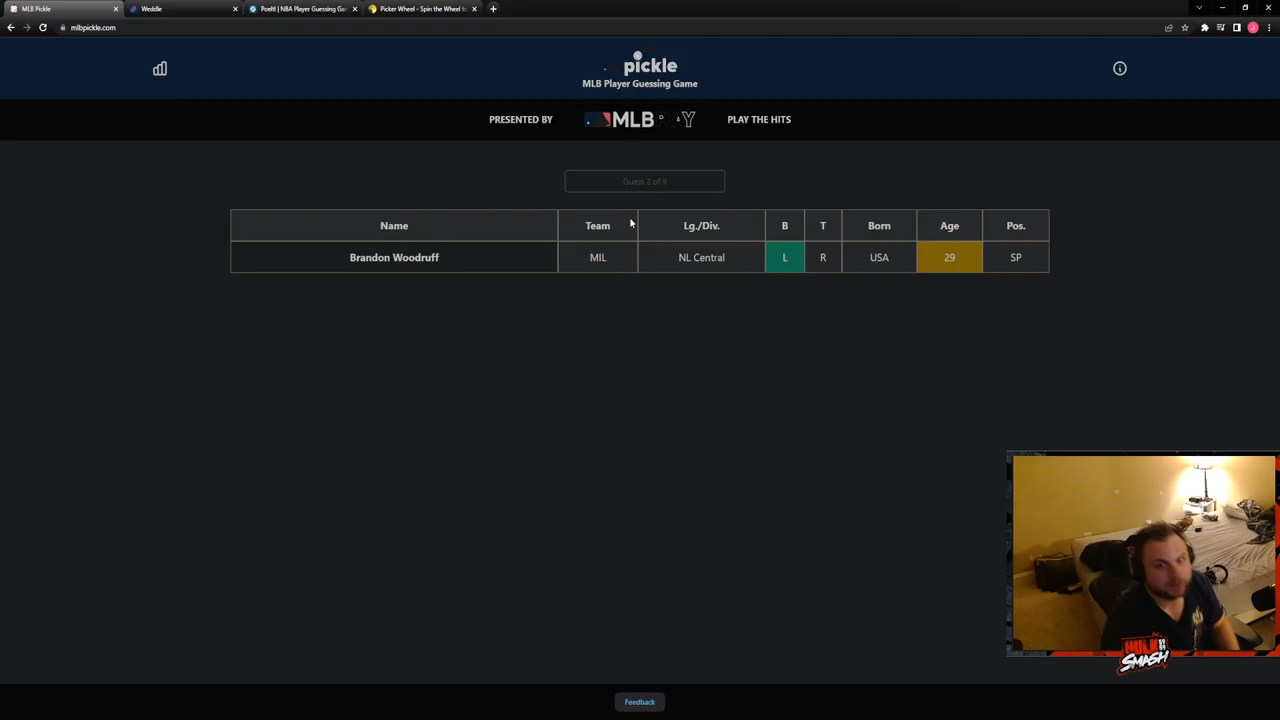 MLB Pickle
Weddle
Poeltl | NBA Player Guessing Ga
Picker Wheel - Spin the Wheel to
mlbpickle.com
J
pickle
MLB Player Guessing Game
PRESENTED BY
MLB
PLAY THE HITS
Guess 2 of 9
Name Team Lg./Div. B T Born Age Pos.
Brandon Woodruff MIL NL Central L R USA 29 SP
HULK
SMASH
Feedback